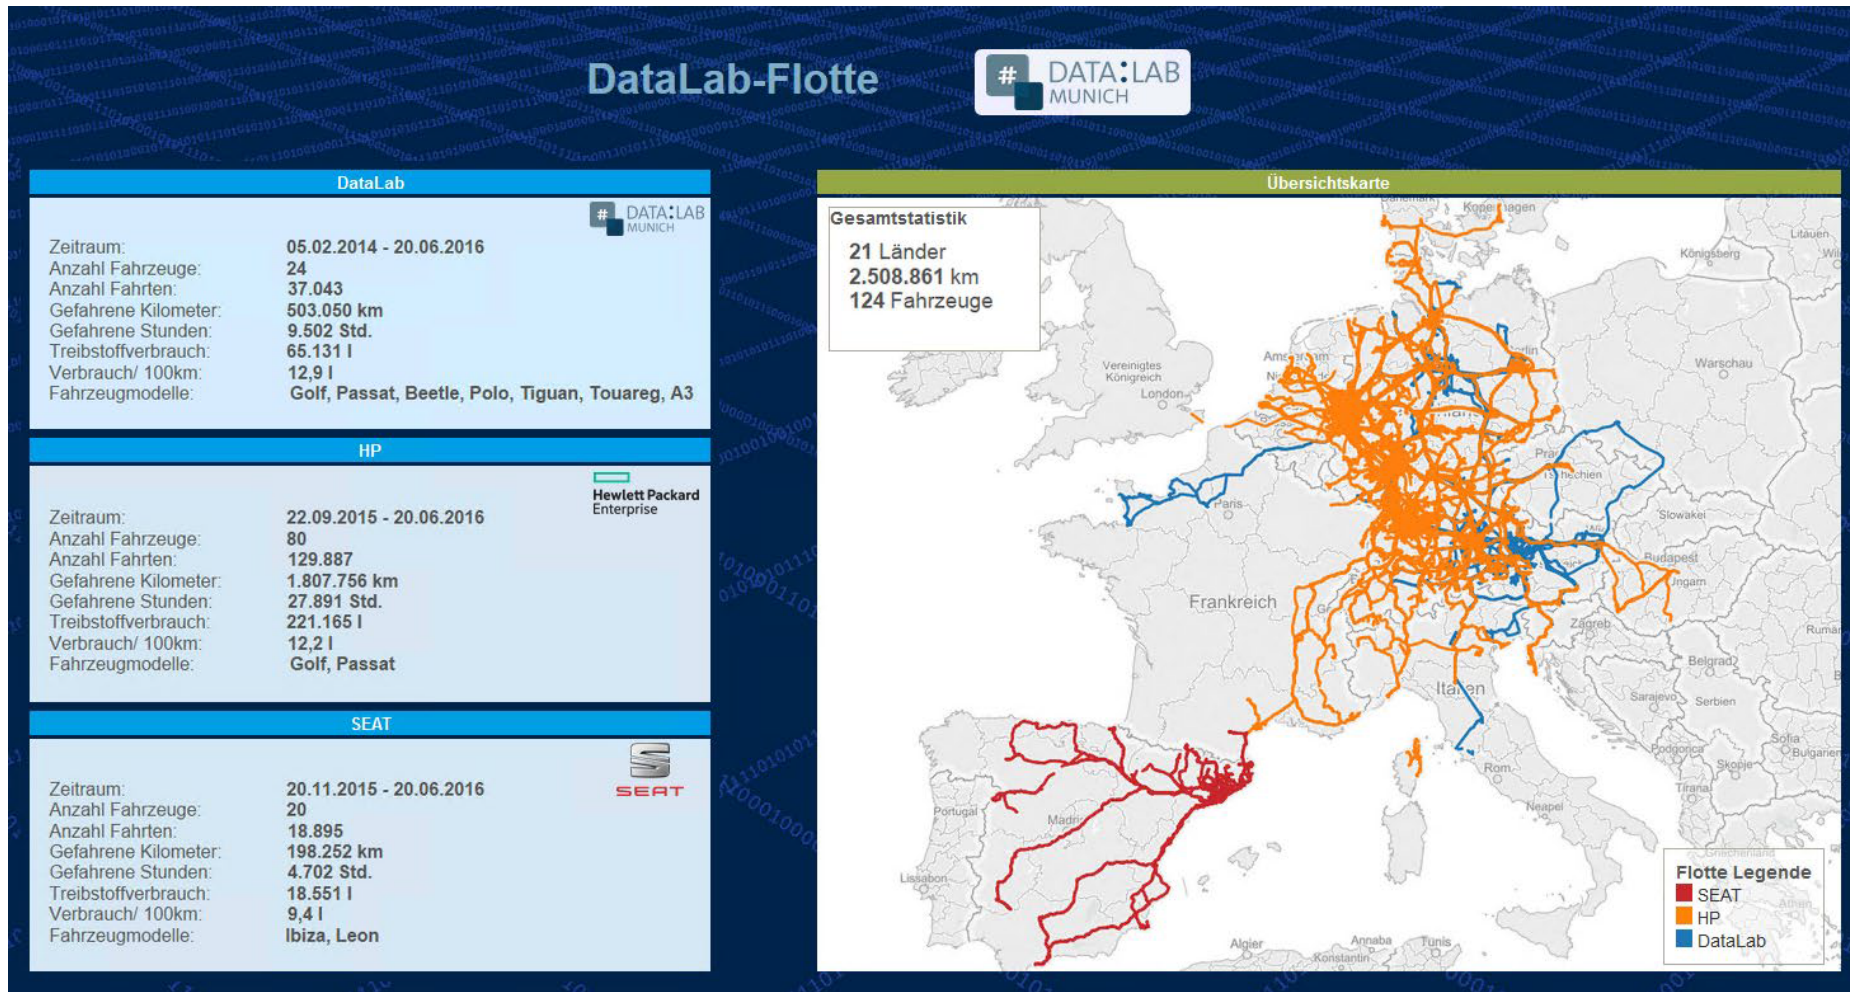 DataLab-Flotte
# DATA:LAB
MUNICH
DataLab
# DATA:LAB
MUNICH
Zeitraum: 05.02.2014 - 20.06.2016
Anzahl Fahrzeuge: 24
Anzahl Fahrten: 37.043
Gefahrene Kilometer: 503.050 km
Gefahrene Stunden: 9.502 Std.
Treibstoffverbrauch: 65.131 l
Verbrauch/ 100km: 12,9 l
Fahrzeugmodelle: Golf, Passat, Beetle, Polo, Tiguan, Touareg, A3
HP
Hewlett Packard
Enterprise
Zeitraum: 22.09.2015 - 20.06.2016
Anzahl Fahrzeuge: 80
Anzahl Fahrten: 129.887
Gefahrene Kilometer: 1.807.756 km
Gefahrene Stunden: 27.891 Std.
Treibstoffverbrauch: 221.165 l
Verbrauch/ 100km: 12,2 l
Fahrzeugmodelle: Golf, Passat
SEAT
SEAT
Zeitraum: 20.11.2015 - 20.06.2016
Anzahl Fahrzeuge: 20
Anzahl Fahrten: 18.895
Gefahrene Kilometer: 198.252 km
Gefahrene Stunden: 4.702 Std.
Treibstoffverbrauch: 18.551 l
Verbrauch/ 100km: 9,4 l
Fahrzeugmodelle: Ibiza, Leon
Übersichtskarte
Gesamtstatistik
21 Länder
2.508.861 km
124 Fahrzeuge
Litauen
Königsberg
Warschau
Vereinigtes
Königreich
London
Paris
Slowakei
Budapest
Ungarn
Frankreich
Zagreb
Belgrad
Sarajevo
Serbien
Italien
Sofia
Bulgarien
Podgorica
Skopje
Tirana
Rom
Neapel
Portugal
Madrid
Lissabon
Algier
Annaba
Tunis
Konstantin
Flotte Legende
SEAT
HP
DataLab